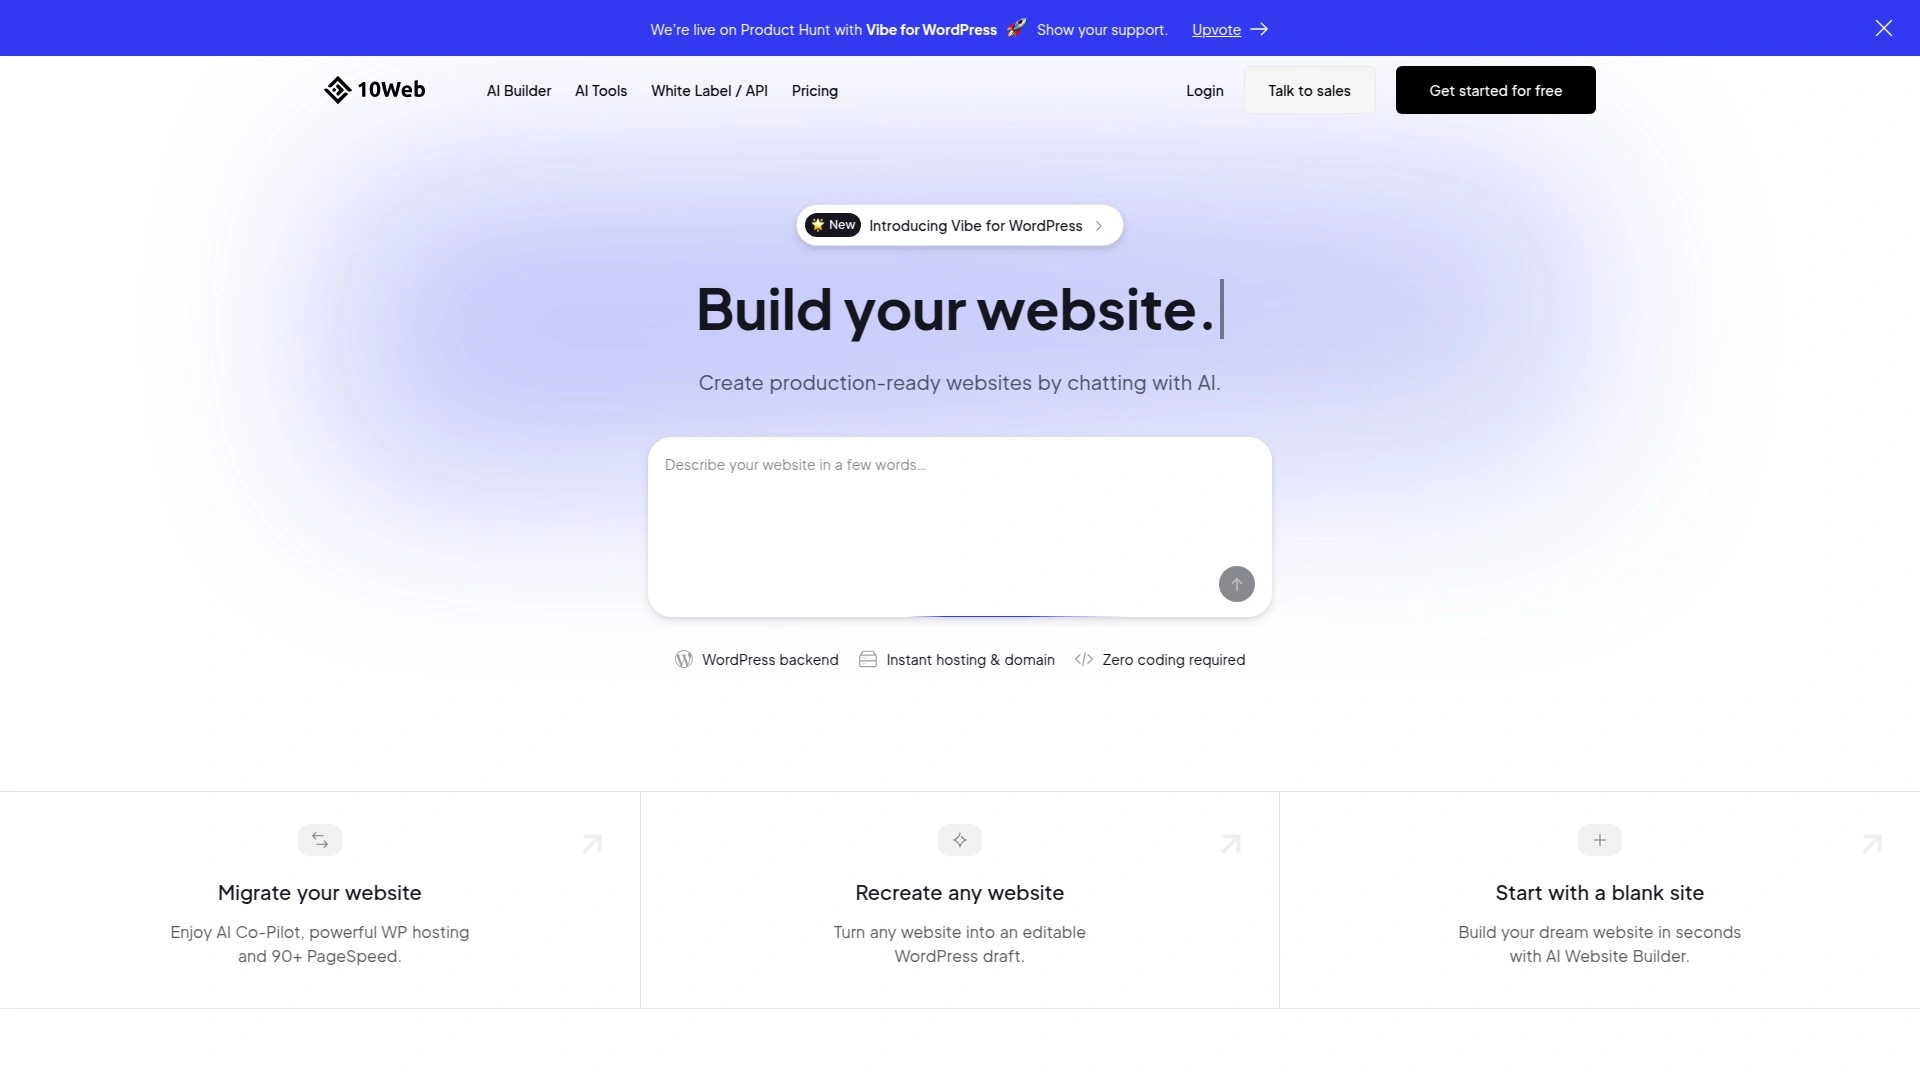 We're live on Product Hunt with Vibe for WordPress 🚀 Show your support. Upvote →
10Web AI Builder AI Tools White Label / API Pricing Login Talk to sales Get started for free
🌟 New Introducing Vibe for WordPress
Build your website.
Create production-ready websites by chatting with AI.
Describe your website in a few words...
WordPress backend Instant hosting & domain Zero coding required
Migrate your website
Enjoy AI Co-Pilot, powerful WP hosting
and 90+ PageSpeed.
Recreate any website
Turn any website into an editable
WordPress draft.
Start with a blank site
Build your dream website in seconds
with AI Website Builder.